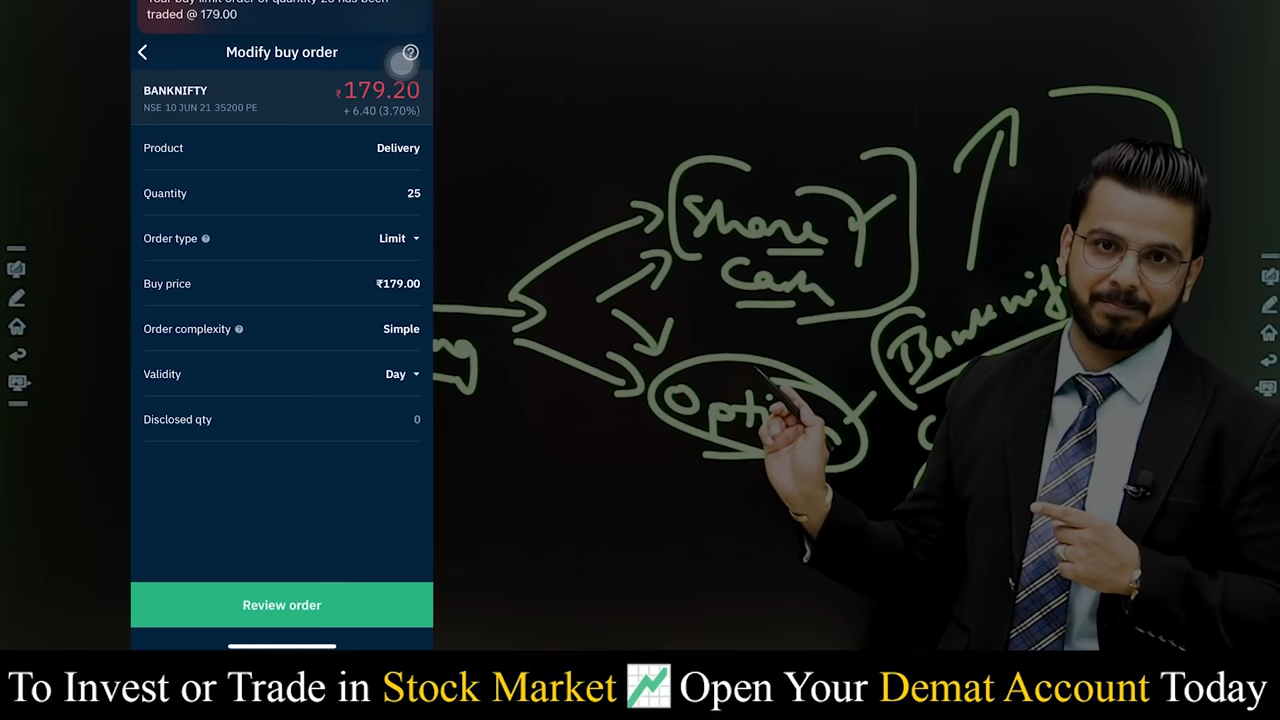 traded @ 179.00
Modify buy order
BANKNIFTY
₹179.20
NSE 10 JUN 21 35200 PE
+ 6.40 (3.70%)
Product Delivery
Quantity 25
Order type Limit
Buy price ₹179.00
Order complexity Simple
Validity Day
Disclosed qty 0
Review order
Share
Cash
To Invest or Trade in Stock Market Open Your Demat Account Today